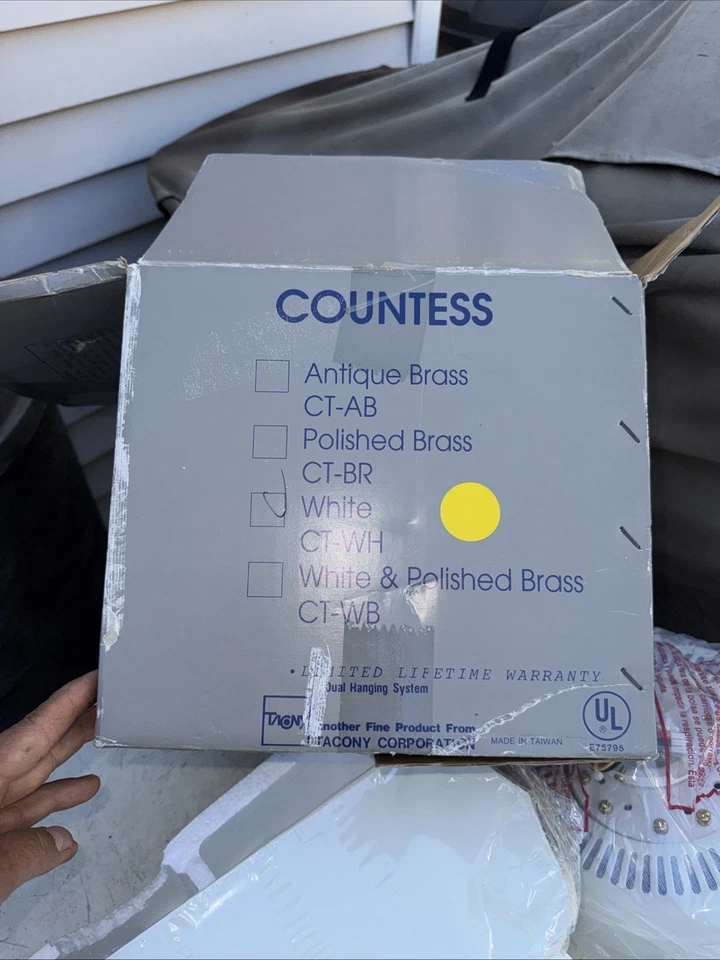 COUNTESS
Antique Brass
CT-AB
Polished Brass
CT-BR
White
CT-WH
White & Polished Brass
CT-WB
• LIMITED LIFETIME WARRANTY
Dual Hanging System
TACONY Another Fine Product From
TACONY CORPORATION
MADE IN TAIWAN
UL
E75795